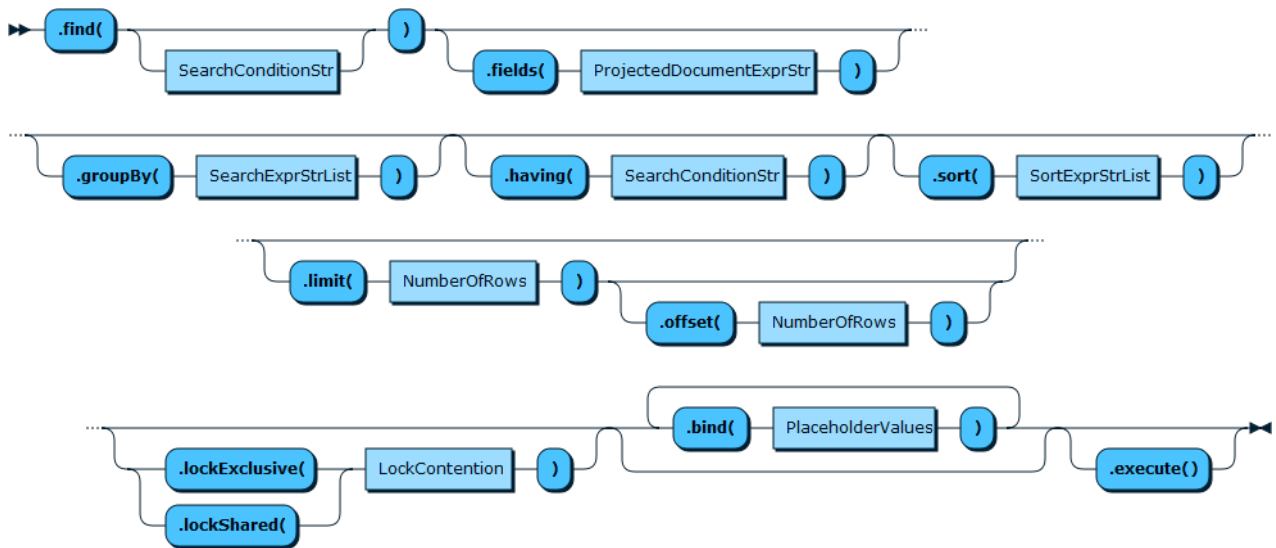 .find( )
SearchConditionStr .fields( ProjectedDocumentExprStr )
.groupBy( SearchExprStrList ) .having( SearchConditionStr ) .sort( SortExprStrList )
.limit( NumberOfRows )
.offset( NumberOfRows )
.bind( PlaceholderValues )
.lockExclusive( LockContention ) .execute()
.lockShared(